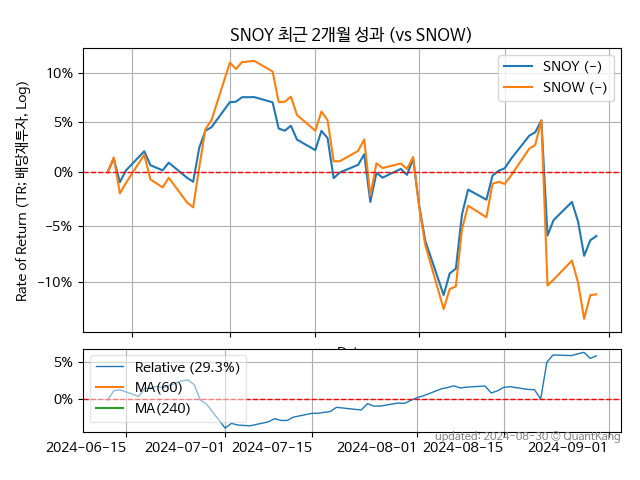 SNOY 최근 2개월 성과 (vs SNOW)
Rate of Return (TR: 배당재투자, Log)
10%
5%
0%
−5%
−10%
SNOY (-)
SNOW (-)
5%
0%
Relative (29.3%)
MA(60)
MA(240)
updated: 2024-08-30 © QuantKang
2024-06-15
2024-07-01
2024-07-15
2024-08-01
2024-08-15
2024-09-01